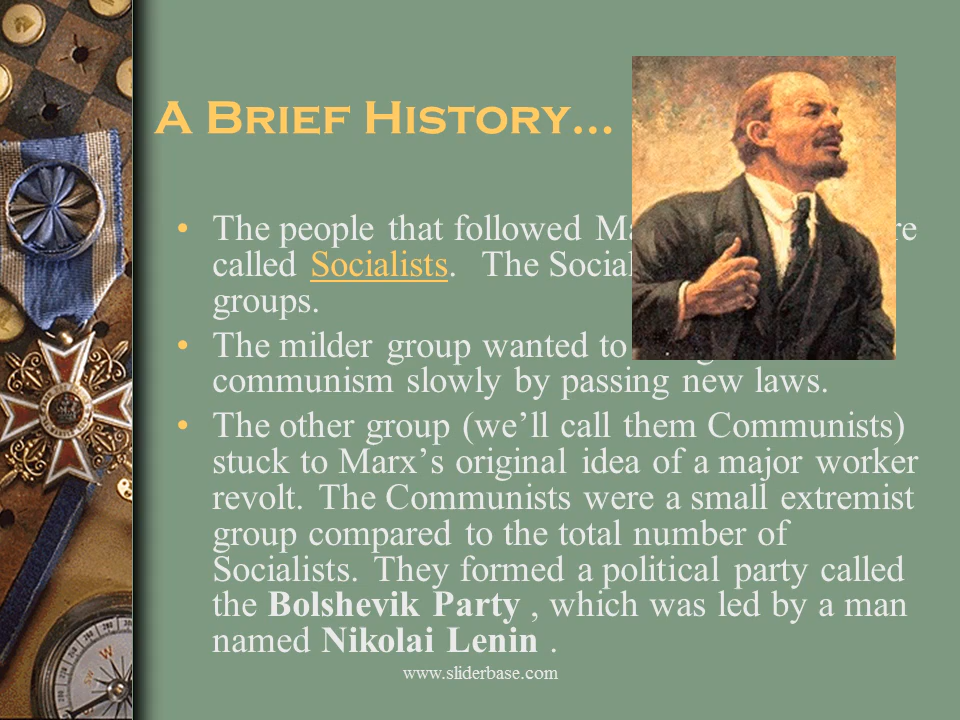 A Brief History…
• The people that followed
called Socialists. The
groups.
• The milder group wanted to
communism slowly by passing new laws.
• The other group (we’ll call them Communists)
stuck to Marx’s original idea of a major worker
revolt. The Communists were a small extremist
group compared to the total number of
Socialists. They formed a political party called
the Bolshevik Party , which was led by a man
named Nikolai Lenin .
www.sliderbase.com